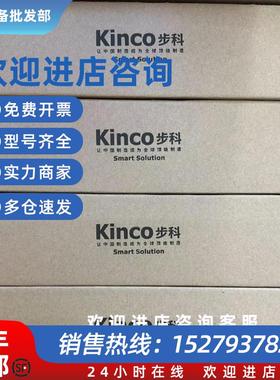 备批发部
Kinco步科
欢迎进店咨询
让中国制造成为全球顶级制造
Smart Solution
免费开票
型号齐全
实力商家
多仓速发
Kinco步科
让中国制造成为全球顶级制造
Smart Solution
Kinco步科
让中国制造成为全球顶级制造
Smart Solution
欢迎进店咨询客服
销售热线：152793785
24小时在线